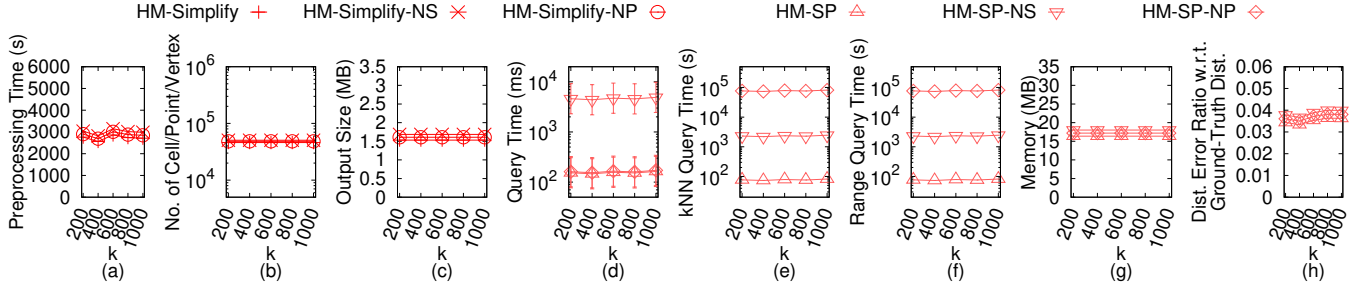 HM-Simplify HM-Simplify-NS HM-Simplify-NP HM-SP HM-SP-NS HM-SP-NP
Preprocessing Time (s)
6000
5000
4000
3000
2000
1000
0
200 400 600 800 1000
k
(a)
No. of Cell/Point/Vertex
10^6
10^5
10^4
200 400 600 800 1000
k
(b)
Output Size (MB)
3.5
3
2.5
2
1.5
1
0.5
0
200 400 600 800 1000
k
(c)
Query Time (ms)
10^4
10^3
10^2
200 400 600 800 1000
k
(d)
kNN Query Time (s)
10^5
10^4
10^3
10^2
200 400 600 800 1000
k
(e)
Range Query Time (s)
10^5
10^4
10^3
10^2
200 400 600 800 1000
k
(f)
Memory (MB)
35
30
25
20
15
10
5
0
200 400 600 800 1000
k
(g)
Dist. Error Ratio w.r.t.
Ground-Truth Dist.
0.06
0.05
0.04
0.03
0.02
0.01
0
200 400 600 800 1000
k
(h)